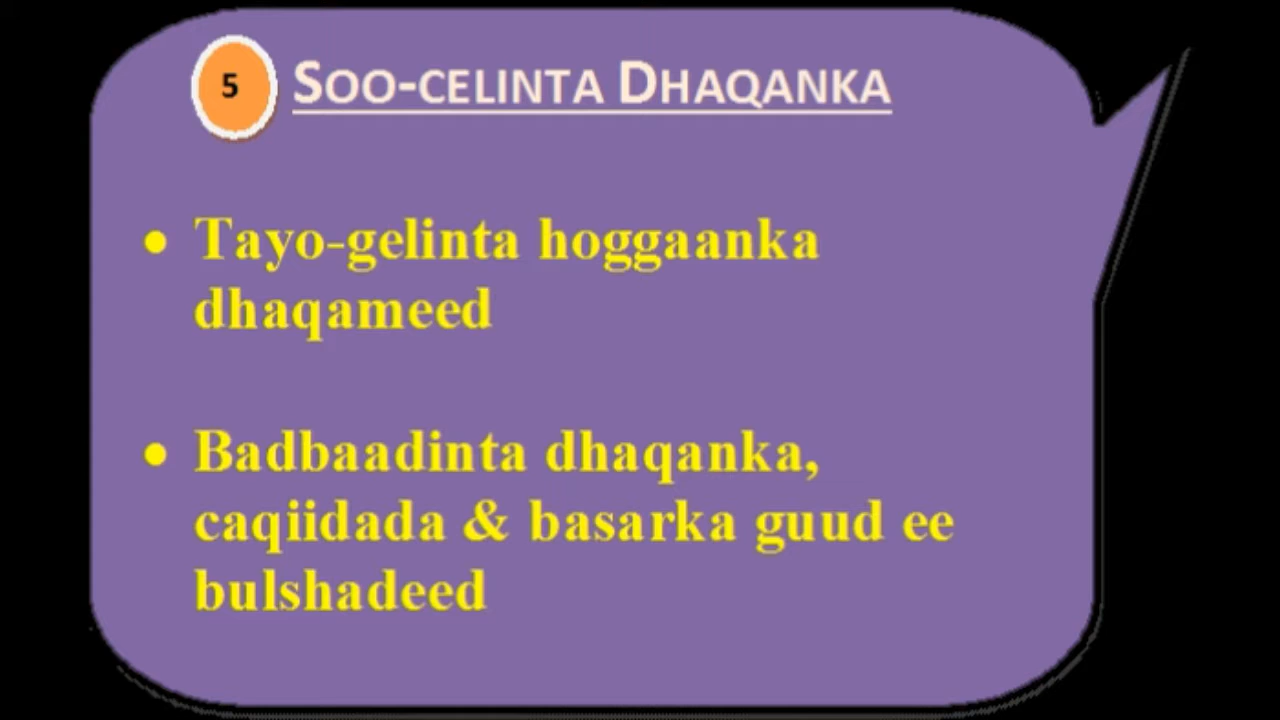 5 SOO-CELINTA DHAQANKA
• Tayo-gelinta hoggaanka
dhaqameed
• Badbaadinta dhaqanka,
caqiidada & basarka guud ee
bulshadeed